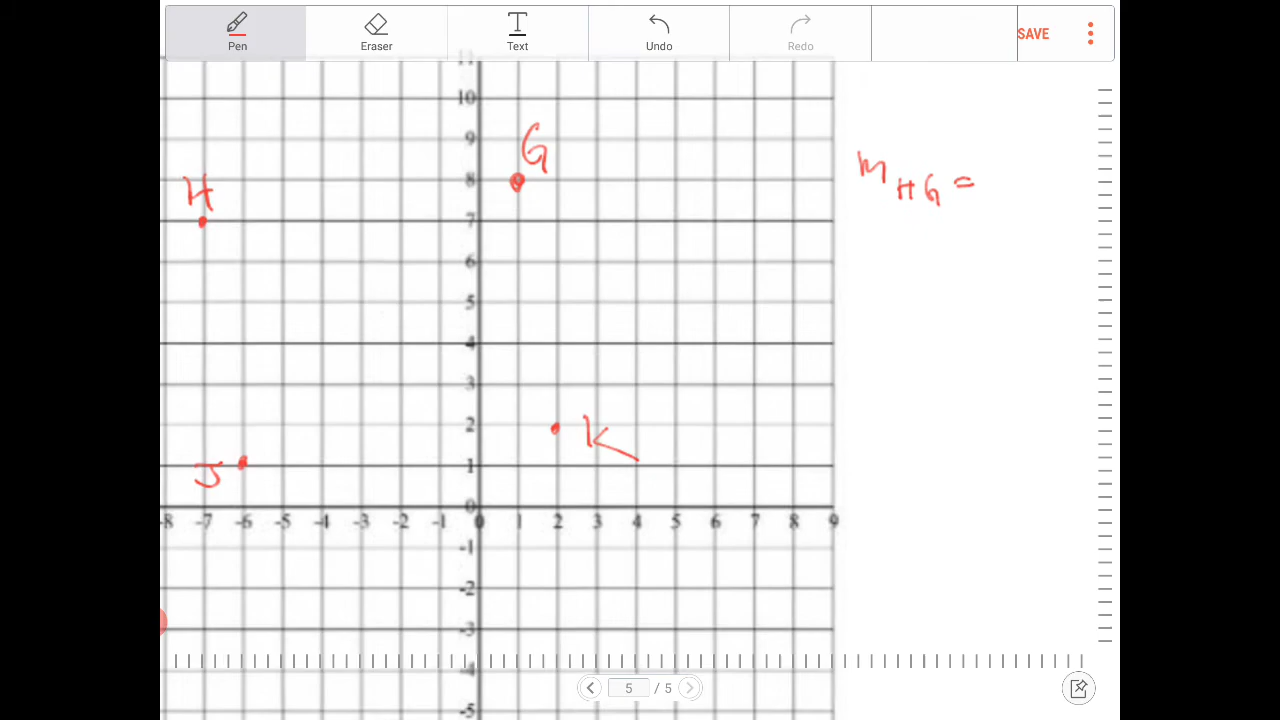 Pen Eraser Text Undo Redo SAVE
11
10
9
G
8
H
7
6
5
4
3
2
K
J
1
0
-8 -7 -6 -5 -4 -3 -2 -1 0 1 2 3 4 5 6 7 8 9
-1
-2
-3
-4
-5
m HG =
5 / 5